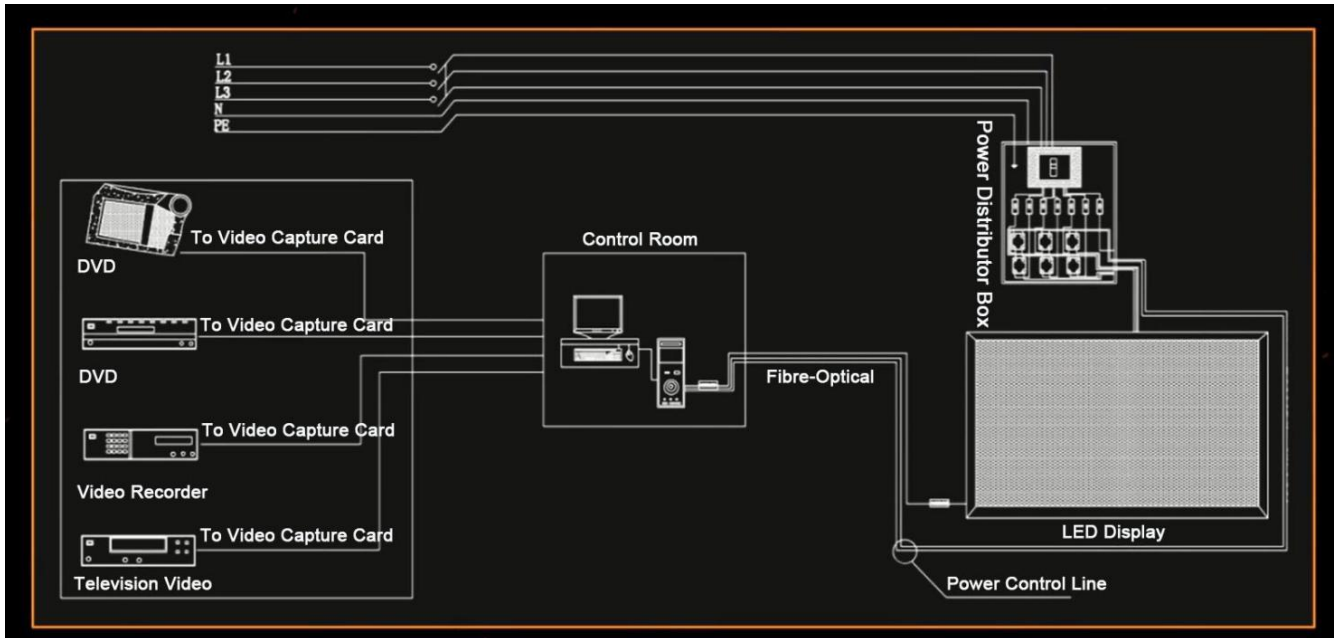 L1
L2
L3
N
PE
Power Distributor Box
To Video Capture Card
DVD
Control Room
To Video Capture Card
DVD
Fibre-Optical
To Video Capture Card
Video Recorder
To Video Capture Card
LED Display
Television Video
Power Control Line